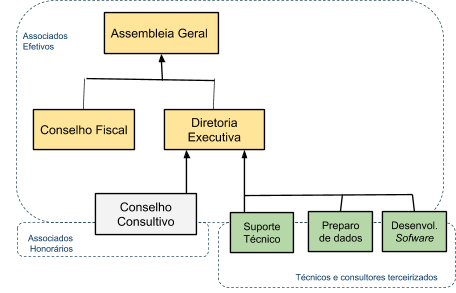 Associados
Efetivos
Assembleia Geral
Conselho Fiscal
Diretoria
Executiva
Conselho
Consultivo
Suporte
Técnico
Preparo
de dados
Desenvol.
Sofware
Associados
Honorários
Técnicos e consultores terceirizados